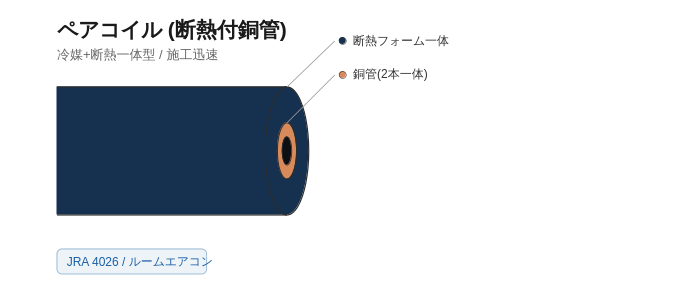 ペアコイル (断熱付銅管)
冷媒+断熱一体型 / 施工迅速
断熱フォーム一体
銅管(2本一体)
JRA 4026 / ルームエアコン